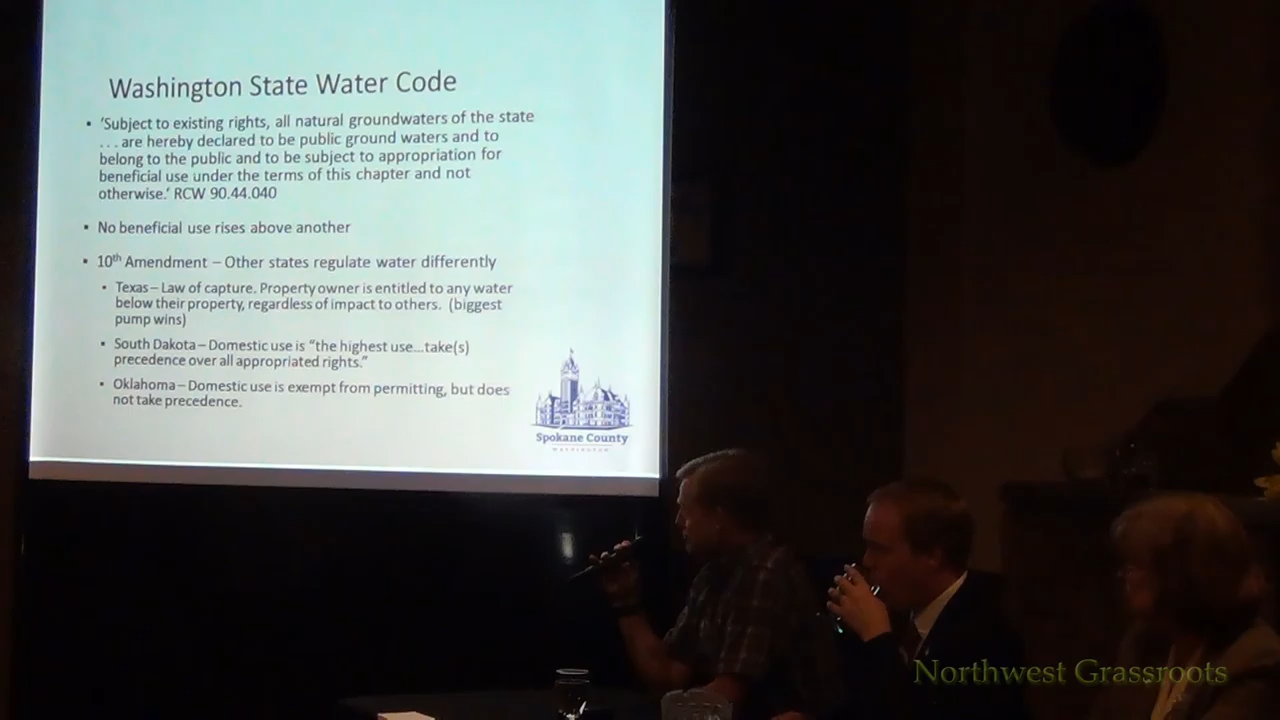 Washington State Water Code
▪ ‘Subject to existing rights, all natural groundwaters of the state
. . . are hereby declared to be public ground waters and to
belong to the public and to be subject to appropriation for
beneficial use under the terms of this chapter and not
otherwise.‘ RCW 90.44.040
▪ No beneficial use rises above another
▪ 10th Amendment – Other states regulate water differently
▪ Texas – Law of capture. Property owner is entitled to any water
below their property, regardless of impact to others. (biggest
pump wins)
▪ South Dakota – Domestic use is “the highest use...take(s)
precedence over all appropriated rights.”
▪ Oklahoma – Domestic use is exempt from permitting, but does
not take precedence.
Spokane County
WASHINGTON
Northwest Grassroots